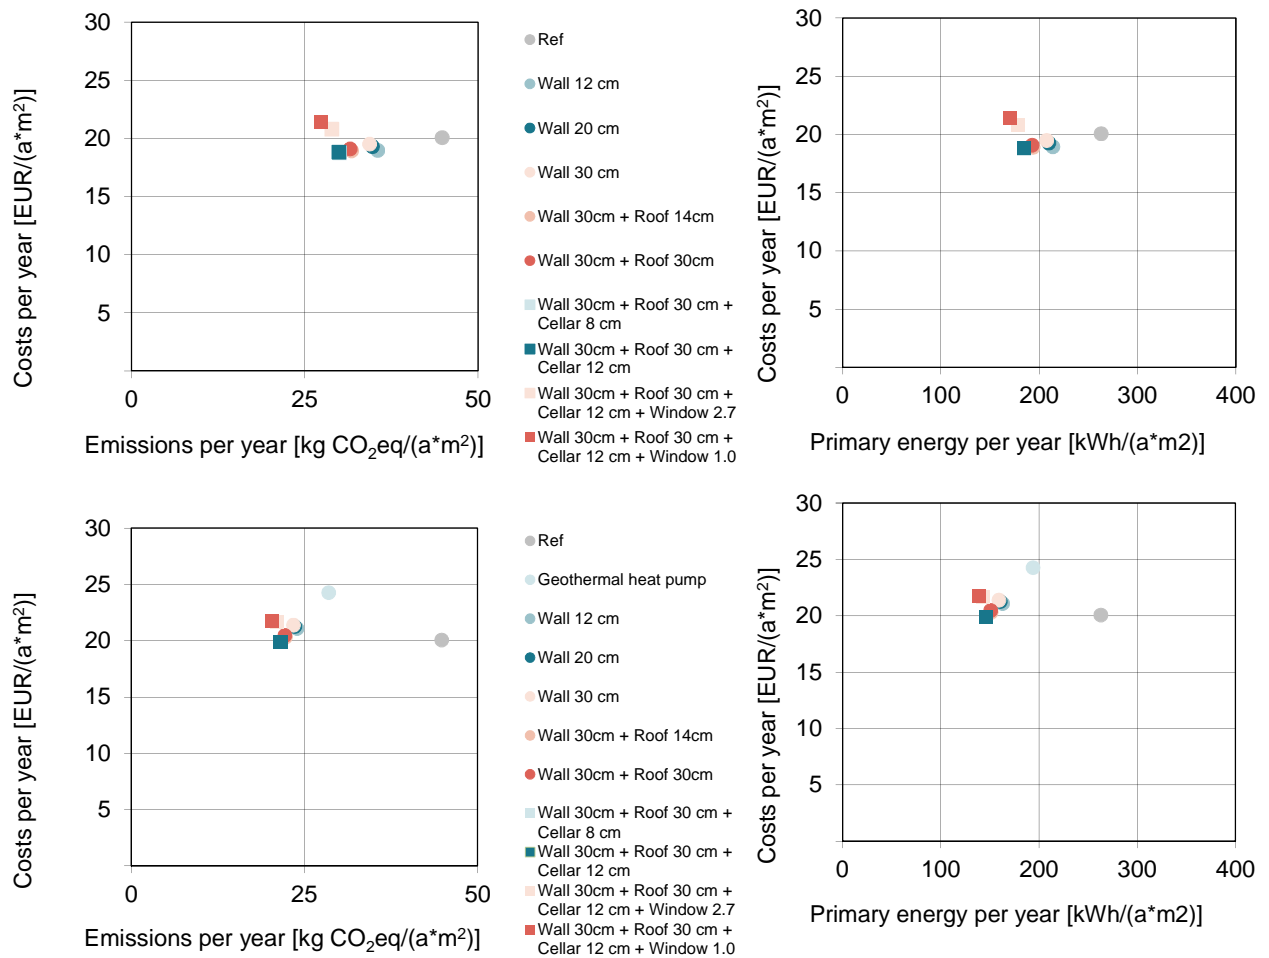 30
25
20
15
10
5
0
25
50
Costs per year [EUR/(a*m²)]
Emissions per year [kg CO₂eq/(a*m²)]
Ref
Wall 12 cm
Wall 20 cm
Wall 30 cm
Wall 30cm + Roof 14cm
Wall 30cm + Roof 30cm
Wall 30cm + Roof 30 cm +
Cellar 8 cm
Wall 30cm + Roof 30 cm +
Cellar 12 cm
Wall 30cm + Roof 30 cm +
Cellar 12 cm + Window 2.7
Wall 30cm + Roof 30 cm +
Cellar 12 cm + Window 1.0
30
25
20
15
10
5
0
100
200
300
400
Costs per year [EUR/(a*m²)]
Primary energy per year [kWh/(a*m2)]
30
25
20
15
10
5
0
25
50
Costs per year [EUR/(a*m²)]
Emissions per year [kg CO₂eq/(a*m²)]
Ref
Geothermal heat pump
Wall 12 cm
Wall 20 cm
Wall 30 cm
Wall 30cm + Roof 14cm
Wall 30cm + Roof 30cm
Wall 30cm + Roof 30 cm +
Cellar 8 cm
Wall 30cm + Roof 30 cm +
Cellar 12 cm
Wall 30cm + Roof 30 cm +
Cellar 12 cm + Window 2.7
Wall 30cm + Roof 30 cm +
Cellar 12 cm + Window 1.0
30
25
20
15
10
5
0
100
200
300
400
Costs per year [EUR/(a*m²)]
Primary energy per year [kWh/(a*m2)]